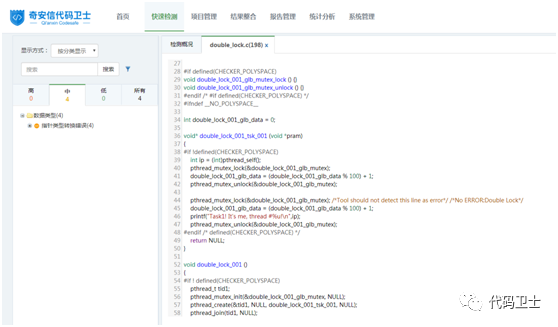 奇安信代码卫士
Qianxin Codesafe
首页 快速检测 项目管理 结果整合 报告管理 统计分析 系统管理
显示方式： 按分类显示
搜索 搜索
高 中 低 所有
0 4 0 4
数据类型(4)
指针类型转换错误(4)
检测概况 double_lock.c(198) x
27
28 #if defined(CHECKER_POLYSPACE)
29 void double_lock_001_glb_mutex_lock () {}
30 void double_lock_001_glb_mutex_unlock () {}
31 #endif /* #if defined(CHECKER_POLYSPACE) */
32 #ifndef __NO_POLYSPACE__
33
34 int double_lock_001_glb_data = 0;
35
36 void* double_lock_001_tsk_001 (void *pram)
37 {
38 #if !defined(CHECKER_POLYSPACE)
39 int ip = (int)pthread_self();
40 pthread_mutex_lock(&double_lock_001_glb_mutex);
41 double_lock_001_glb_data = (double_lock_001_glb_data % 100) + 1;
42 pthread_mutex_unlock(&double_lock_001_glb_mutex);
43
44 pthread_mutex_lock(&double_lock_001_glb_mutex); /*Tool should not detect this line as error*/ /*No ERROR:Double Lock*/
45 double_lock_001_glb_data = (double_lock_001_glb_data % 100) + 1;
46 printf("Task1! It's me, thread #%u!\n",ip);
47 pthread_mutex_unlock(&double_lock_001_glb_mutex);
48 #endif /* defined(CHECKER_POLYSPACE) */
49 return NULL;
50 }
51
52 void double_lock_001 ()
53 {
54 #if ! defined(CHECKER_POLYSPACE)
55 pthread_t tid1;
56 pthread_mutex_init(&double_lock_001_glb_mutex, NULL);
57 pthread_create(&tid1, NULL, double_lock_001_tsk_001, NULL);
58 pthread_join(tid1, NULL);
代码卫士